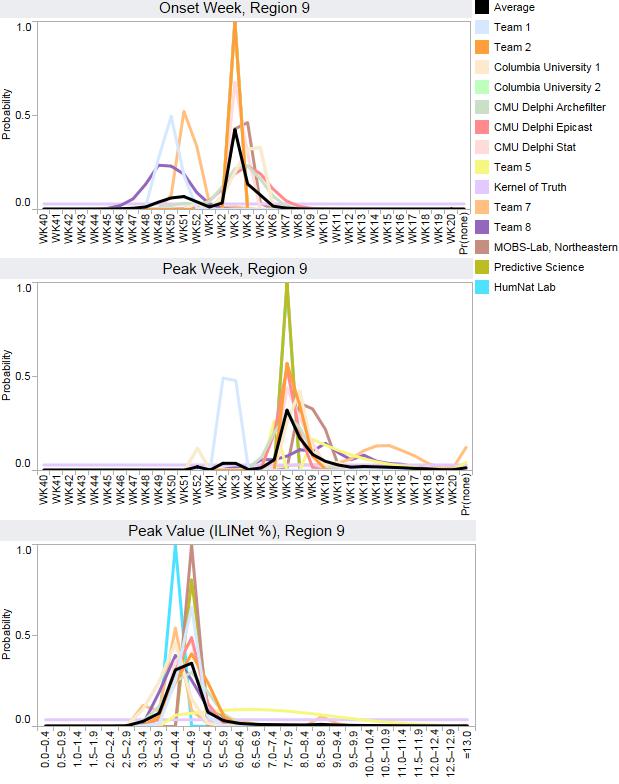 Onset Week, Region 9
Probability
1.0
0.5
0.0
WK40
WK41
WK42
WK43
WK44
WK45
WK46
WK47
WK48
WK49
WK50
WK51
WK52
WK1
WK2
WK3
WK4
WK5
WK6
WK7
WK8
WK9
WK10
WK11
WK12
WK13
WK14
WK15
WK16
WK17
WK18
WK19
WK20
Pr(none)
Average
Team 1
Team 2
Columbia University 1
Columbia University 2
CMU Delphi Archefilter
CMU Delphi Epicast
CMU Delphi Stat
Team 5
Kernel of Truth
Team 7
Team 8
MOBS-Lab, Northeastern
Predictive Science
HumNat Lab
Peak Week, Region 9
Probability
1.0
0.5
0.0
WK40
WK41
WK42
WK43
WK44
WK45
WK46
WK47
WK48
WK49
WK50
WK51
WK52
WK1
WK2
WK3
WK4
WK5
WK6
WK7
WK8
WK9
WK10
WK11
WK12
WK13
WK14
WK15
WK16
WK17
WK18
WK19
WK20
Pr(none)
Peak Value (ILINet %), Region 9
Probability
1.0
0.5
0.0
0.0–0.4
0.5–0.9
1.0–1.4
1.5–1.9
2.0–2.4
2.5–2.9
3.0–3.4
3.5–3.9
4.0–4.4
4.5–4.9
5.0–5.4
5.5–5.9
6.0–6.4
6.5–6.9
7.0–7.4
7.5–7.9
8.0–8.4
8.5–8.9
9.0–9.4
9.5–9.9
10.0–10.4
10.5–10.9
11.0–11.4
11.5–11.9
12.0–12.4
12.5–12.9
=13.0